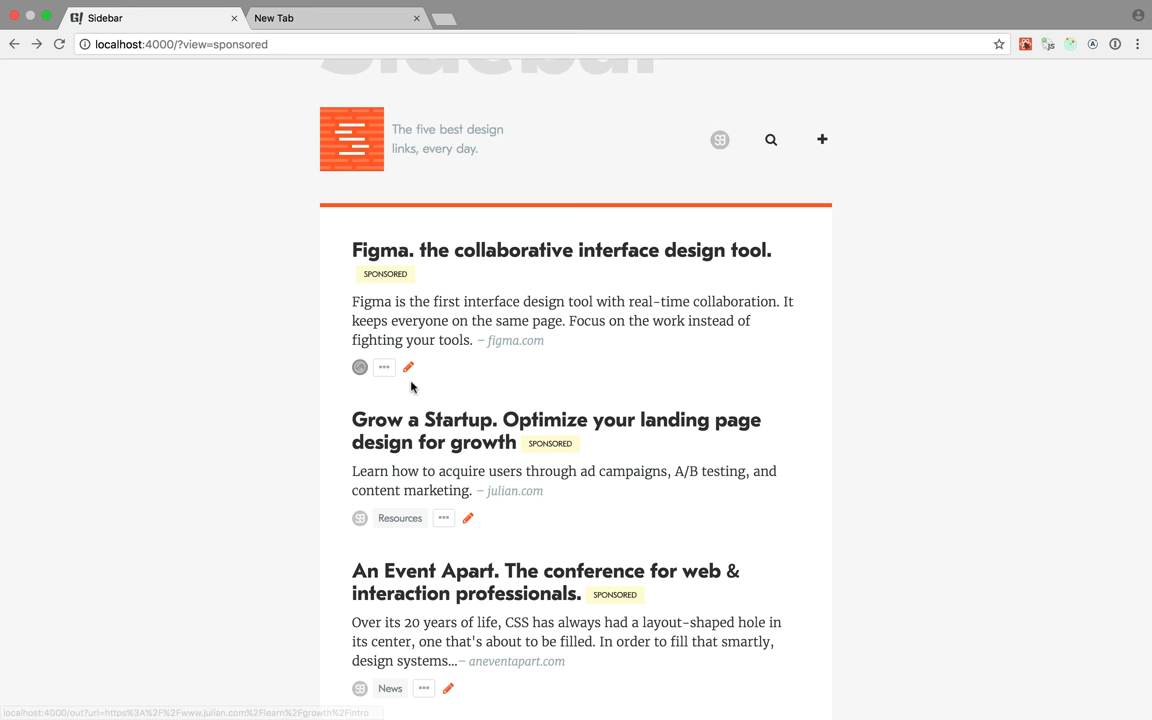 Sidebar
New Tab
localhost:4000/?view=sponsored
Sidebar
The five best design
links, every day.
Figma. the collaborative interface design tool.
SPONSORED
Figma is the first interface design tool with real-time collaboration. It
keeps everyone on the same page. Focus on the work instead of
fighting your tools. – figma.com
Grow a Startup. Optimize your landing page
design for growth SPONSORED
Learn how to acquire users through ad campaigns, A/B testing, and
content marketing. – julian.com
Resources
An Event Apart. The conference for web &
interaction professionals. SPONSORED
Over its 20 years of life, CSS has always had a layout-shaped hole in
its center, one that's about to be filled. In order to fill that smartly,
design systems...– aneventapart.com
News
localhost:4000/out?url=https%3A%2F%2Fwww.julian.com%2Flearn%2Fgrowth%2Fintro